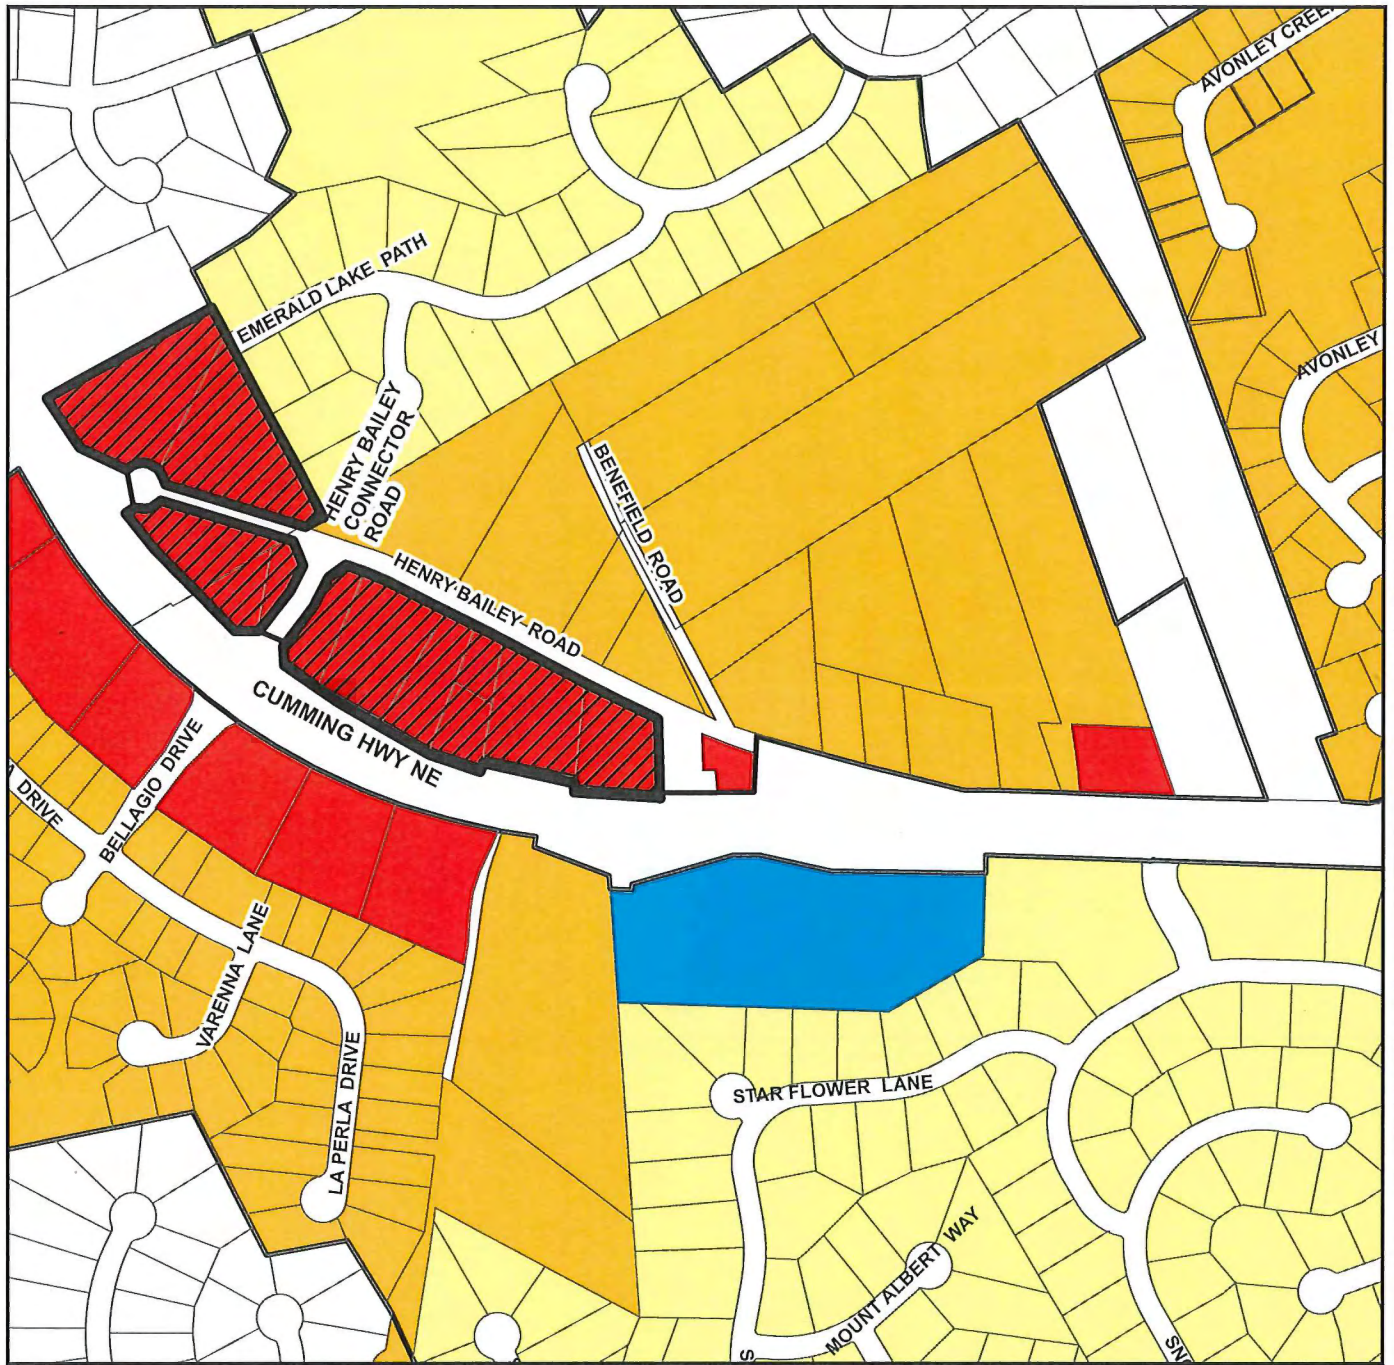 AVONLEY CREEK
EMERALD LAKE PATH
AVONLEY
HENRY BAILEY
CONNECTOR
ROAD
BENEFIELD ROAD
HENRY BAILEY ROAD
CUMMING HWY NE
BELLAGIO DRIVE
DRIVE
VARENNA LANE
LA PERLA DRIVE
STAR FLOWER LANE
MOUNT ALBERT WAY
S